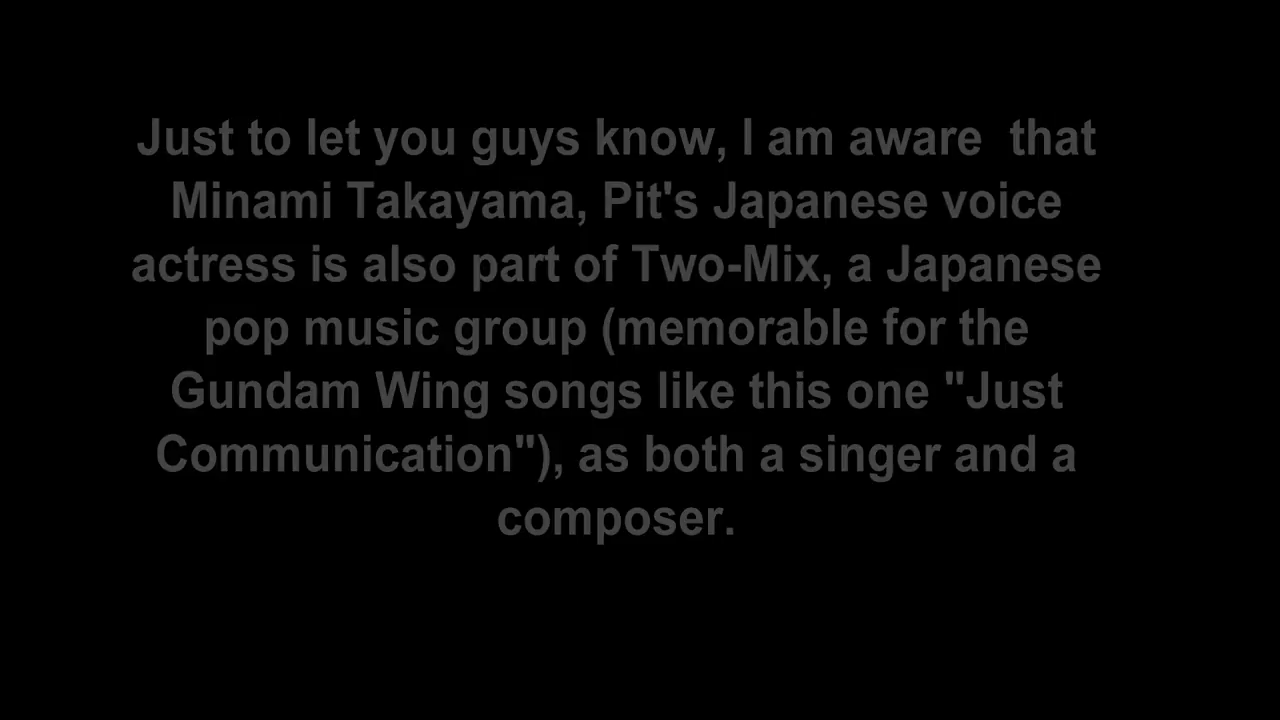 Just to let you guys know, I am aware  that
Minami Takayama, Pit's Japanese voice
actress is also part of Two-Mix, a Japanese
pop music group (memorable for the
Gundam Wing songs like this one "Just
Communication"), as both a singer and a
composer.